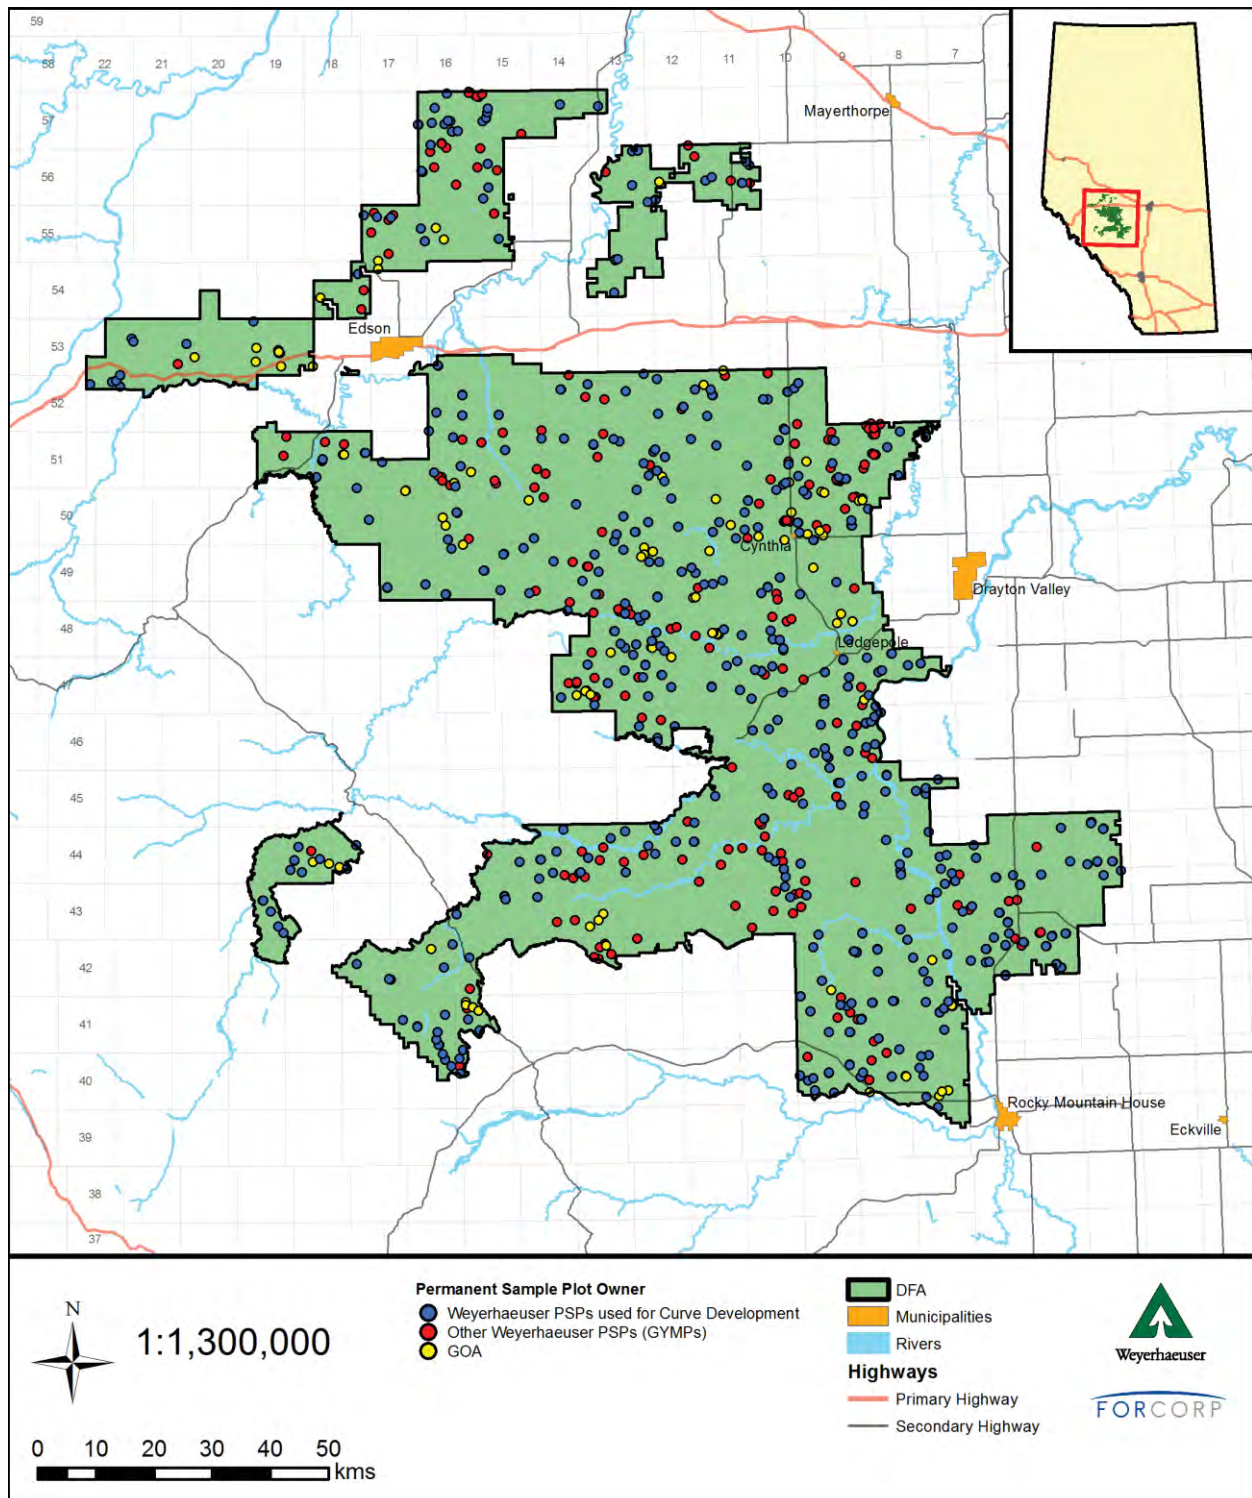 59
58 22 21 20 19 18 17 16 15 14 13 12 11 10 9 8 7
Mayerthorpe
57
56
55
54
Edson
53
52
51
50
Cynthia
49
Drayton Valley
48
Lodgepole
47
46
45
44
43
42
41
40
Rocky Mountain House
39
Eckville
38
37
N
1:1,300,000
0 10 20 30 40 50
kms
Permanent Sample Plot Owner
Weyerhaeuser PSPs used for Curve Development
Other Weyerhaeuser PSPs (GYMPs)
GOA
DFA
Municipalities
Rivers
Highways
Primary Highway
Secondary Highway
Weyerhaeuser
FORCORP